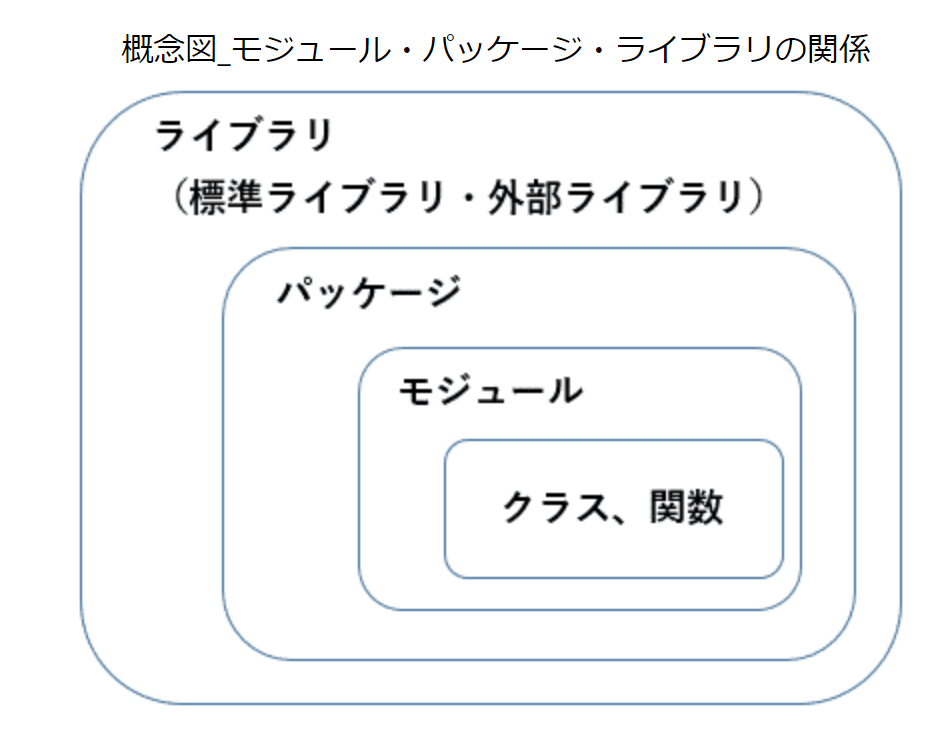 概念図_モジュール・パッケージ・ライブラリの関係
ライブラリ
（標準ライブラリ・外部ライブラリ）
パッケージ
モジュール
クラス、関数